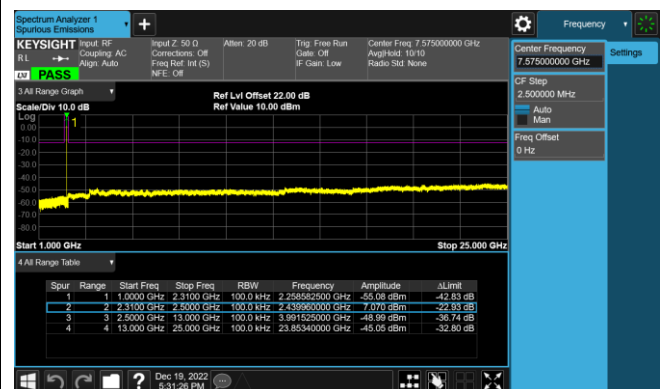 Spectrum Analyzer 1
Spurious Emissions
Frequency
KEYSIGHT
RL
PASS
Input: RF
Coupling: AC
Align: Auto
Input Z: 50 Ω
Corrections: Off
Freq Ref: Int (S)
NFE: Off
Atten: 20 dB
Trig: Free Run
Gate: Off
IF Gain: Low
Center Freq: 7.575000000 GHz
Avg|Hold: 10/10
Radio Std: None
Center Frequency
7.575000000 GHz
Settings
CF Step
2.500000 MHz
Auto
Man
Freq Offset
0 Hz
3 All Range Graph
Scale/Div 10.0 dB
Ref Lvl Offset 22.00 dB
Ref Value 10.00 dBm
Log
1
0.00
-10.0
-20.0
-30.0
-40.0
-50.0
-60.0
-70.0
-80.0
Start 1.000 GHz
Stop 25.000 GHz
4 All Range Table
Spur Range Start Freq Stop Freq RBW Frequency Amplitude ΔLimit
1 1 1.0000 GHz 2.3100 GHz 100.0 kHz 2.258582500 GHz -55.08 dBm -42.83 dB
2 2 2.3100 GHz 2.5000 GHz 100.0 kHz 2.439960000 GHz 7.070 dBm -22.93 dB
3 3 2.5000 GHz 13.000 GHz 100.0 kHz 3.991525000 GHz -48.99 dBm -36.74 dB
4 4 13.000 GHz 25.000 GHz 100.0 kHz 23.85340000 GHz -45.05 dBm -32.80 dB
Dec 19, 2022
5:31:26 PM